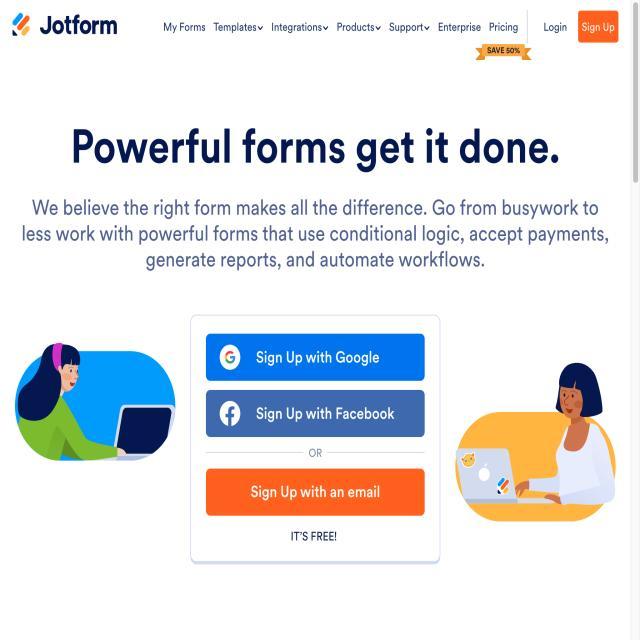 Jotform
My Forms Templates Integrations Products Support Enterprise Pricing Login Sign Up
SAVE 50%
Powerful forms get it done.
We believe the right form makes all the difference. Go from busywork to
less work with powerful forms that use conditional logic, accept payments,
generate reports, and automate workflows.
Sign Up with Google
Sign Up with Facebook
OR
Sign Up with an email
IT'S FREE!